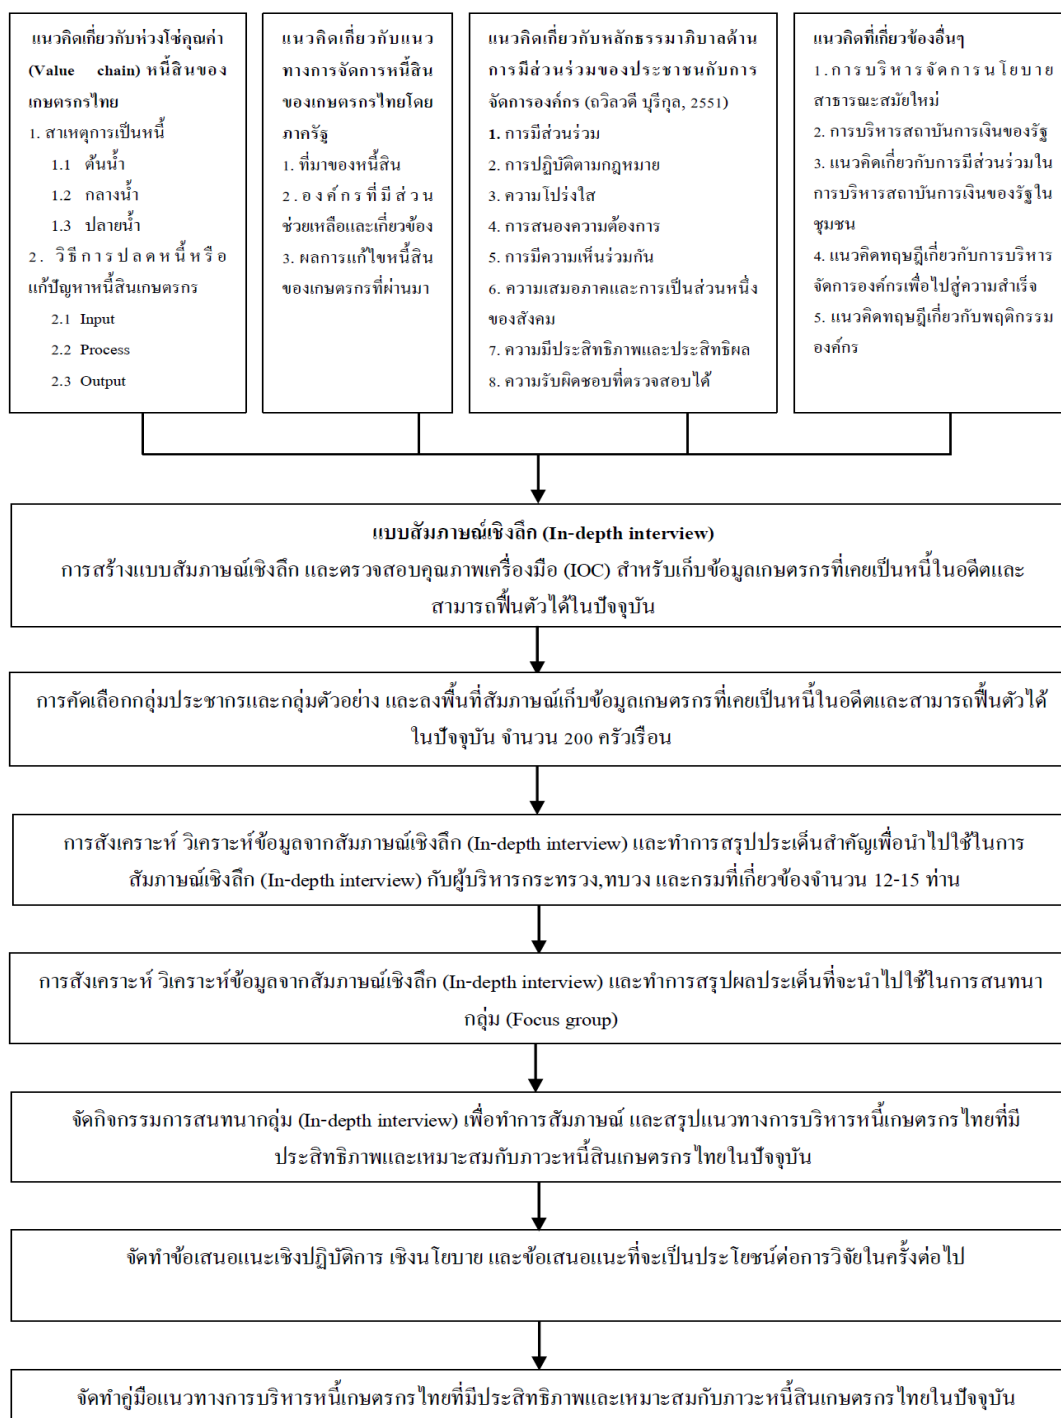 แนวคิดเกี่ยวกับห่วงโซ่คุณค่า
(Value chain) หนี้สินของ
เกษตรกรไทย
1. สาเหตุการเป็นหนี้
1.1 ต้นน้ำ
1.2 กลางน้ำ
1.3 ปลายน้ำ
2. วิธีการปลดหนี้หรือ
แก้ปัญหาหนี้สินเกษตรกร
2.1 Input
2.2 Process
2.3 Output
แนวคิดเกี่ยวกับแนว
ทางการจัดการหนี้สิน
ของเกษตรกรไทยโดย
ภาครัฐ
1. ที่มาของหนี้สิน
2.องค์กรที่มีส่วน
ช่วยเหลือและเกี่ยวข้อง
3. ผลการแก้ไขหนี้สิน
ของเกษตรกรที่ผ่านมา
แนวคิดเกี่ยวกับหลักธรรมาภิบาลด้าน
การมีส่วนร่วมของประชาชนกับการ
จัดการองค์กร (ถวิลวดี บุรีกุล, 2551)
1. การมีส่วนร่วม
2. การปฏิบัติตามกฎหมาย
3. ความโปร่งใส
4. การสนองความต้องการ
5. การมีความเห็นร่วมกัน
6. ความเสมอภาคและการเป็นส่วนหนึ่ง
ของสังคม
7. ความมีประสิทธิภาพและประสิทธิผล
8. ความรับผิดชอบที่ตรวจสอบได้
แนวคิดที่เกี่ยวข้องอื่นๆ
1.การบริหารจัดการนโยบาย
สาธารณะสมัยใหม่
2. การบริหารสถาบันการเงินของรัฐ
3. แนวคิดเกี่ยวกับการมีส่วนร่วมใน
การบริหารสถาบันการเงินของรัฐใน
ชุมชน
4. แนวคิดทฤษฎีเกี่ยวกับการบริหาร
จัดการองค์กรเพื่อไปสู่ความสำเร็จ
5. แนวคิดทฤษฎีเกี่ยวกับพฤติกรรม
องค์กร
แบบสัมภาษณ์เชิงลึก (In-depth interview)
การสร้างแบบสัมภาษณ์เชิงลึก และตรวจสอบคุณภาพเครื่องมือ (IOC) สำหรับเก็บข้อมูลเกษตรกรที่เคยเป็นหนี้ในอดีตและ
สามารถฟื้นตัวได้ในปัจจุบัน
การคัดเลือกกลุ่มประชากรและกลุ่มตัวอย่าง และลงพื้นที่สัมภาษณ์เก็บข้อมูลเกษตรกรที่เคยเป็นหนี้ในอดีตและสามารถฟื้นตัวได้
ในปัจจุบัน จำนวน 200 ครัวเรือน
การสังเคราะห์ วิเคราะห์ข้อมูลจากสัมภาษณ์เชิงลึก (In-depth interview) และทำการสรุปประเด็นสำคัญเพื่อนำไปใช้ในการ
สัมภาษณ์เชิงลึก (In-depth interview) กับผู้บริหารกระทรวง,ทบวง และกรมที่เกี่ยวข้องจำนวน 12-15 ท่าน
การสังเคราะห์ วิเคราะห์ข้อมูลจากสัมภาษณ์เชิงลึก (In-depth interview) และทำการสรุปผลประเด็นที่จะนำไปใช้ในการสนทนา
กลุ่ม (Focus group)
จัดกิจกรรมการสนทนากลุ่ม (In-depth interview) เพื่อทำการสัมภาษณ์ และสรุปแนวทางการบริหารหนี้เกษตรกรไทยที่มี
ประสิทธิภาพและเหมาะสมกับภาวะหนี้สินเกษตรกรไทยในปัจจุบัน
จัดทำข้อเสนอแนะเชิงปฏิบัติการ เชิงนโยบาย และข้อเสนอแนะที่จะเป็นประโยชน์ต่อการวิจัยในครั้งต่อไป
จัดทำคู่มือแนวทางการบริหารหนี้เกษตรกรไทยที่มีประสิทธิภาพและเหมาะสมกับภาวะหนี้สินเกษตรกรไทยในปัจจุบัน